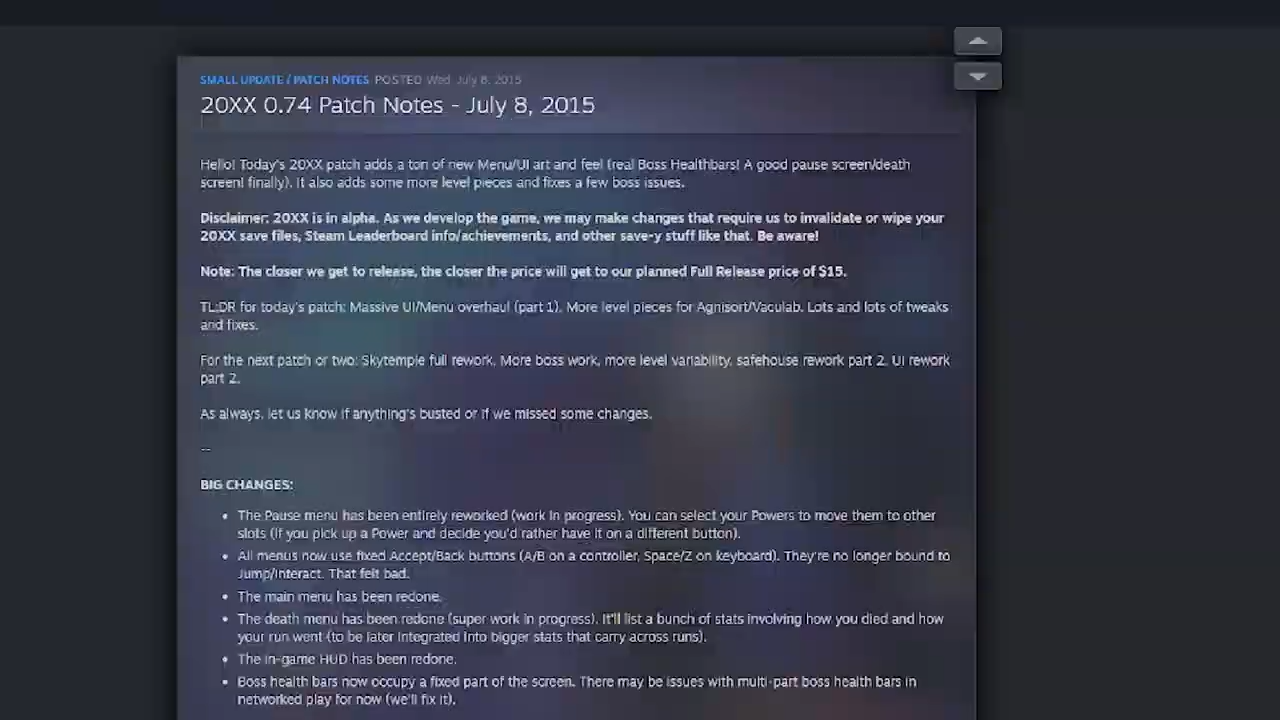 SMALL UPDATE / PATCH NOTES POSTED Wed, July 8, 2015
20XX 0.74 Patch Notes - July 8, 2015
Hello! Today's 20XX patch adds a ton of new Menu/UI art and feel (real Boss Healthbars! A good pause screen/death
screen! finally). It also adds some more level pieces and fixes a few boss issues.
Disclaimer: 20XX is in alpha. As we develop the game, we may make changes that require us to invalidate or wipe your
20XX save files, Steam Leaderboard info/achievements, and other save-y stuff like that. Be aware!
Note: The closer we get to release, the closer the price will get to our planned Full Release price of $15.
TL;DR for today's patch: Massive UI/Menu overhaul (part 1). More level pieces for Agnisort/Vaculab. Lots and lots of tweaks
and fixes.
For the next patch or two: Skytemple full rework. More boss work, more level variability, safehouse rework part 2. UI rework
part 2.
As always, let us know if anything's busted or if we missed some changes.
--
BIG CHANGES:
• The Pause menu has been entirely reworked (work in progress). You can select your Powers to move them to other
slots (if you pick up a Power and decide you'd rather have it on a different button).
• All menus now use fixed Accept/Back buttons (A/B on a controller, Space/Z on keyboard). They're no longer bound to
Jump/Interact. That felt bad.
• The main menu has been redone.
• The death menu has been redone (super work in progress). It'll list a bunch of stats involving how you died and how
your run went (to be later integrated into bigger stats that carry across runs).
• The in-game HUD has been redone.
• Boss health bars now occupy a fixed part of the screen. There may be issues with multi-part boss health bars in
networked play for now (we'll fix it).